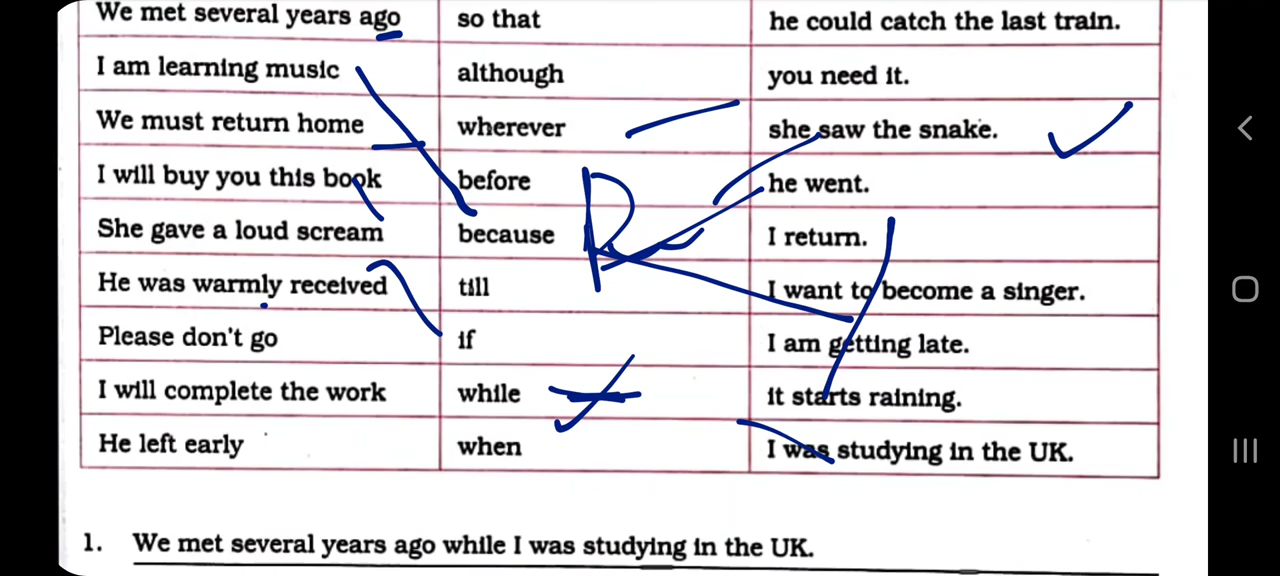 We met several years ago so that he could catch the last train.
I am learning music although you need it.
We must return home wherever she saw the snake.
I will buy you this book before he went.
She gave a loud scream because I return.
He was warmly received till I want to become a singer.
Please don't go if I am getting late.
I will complete the work while it starts raining.
He left early when I was studying in the UK.
1. We met several years ago while I was studying in the UK.